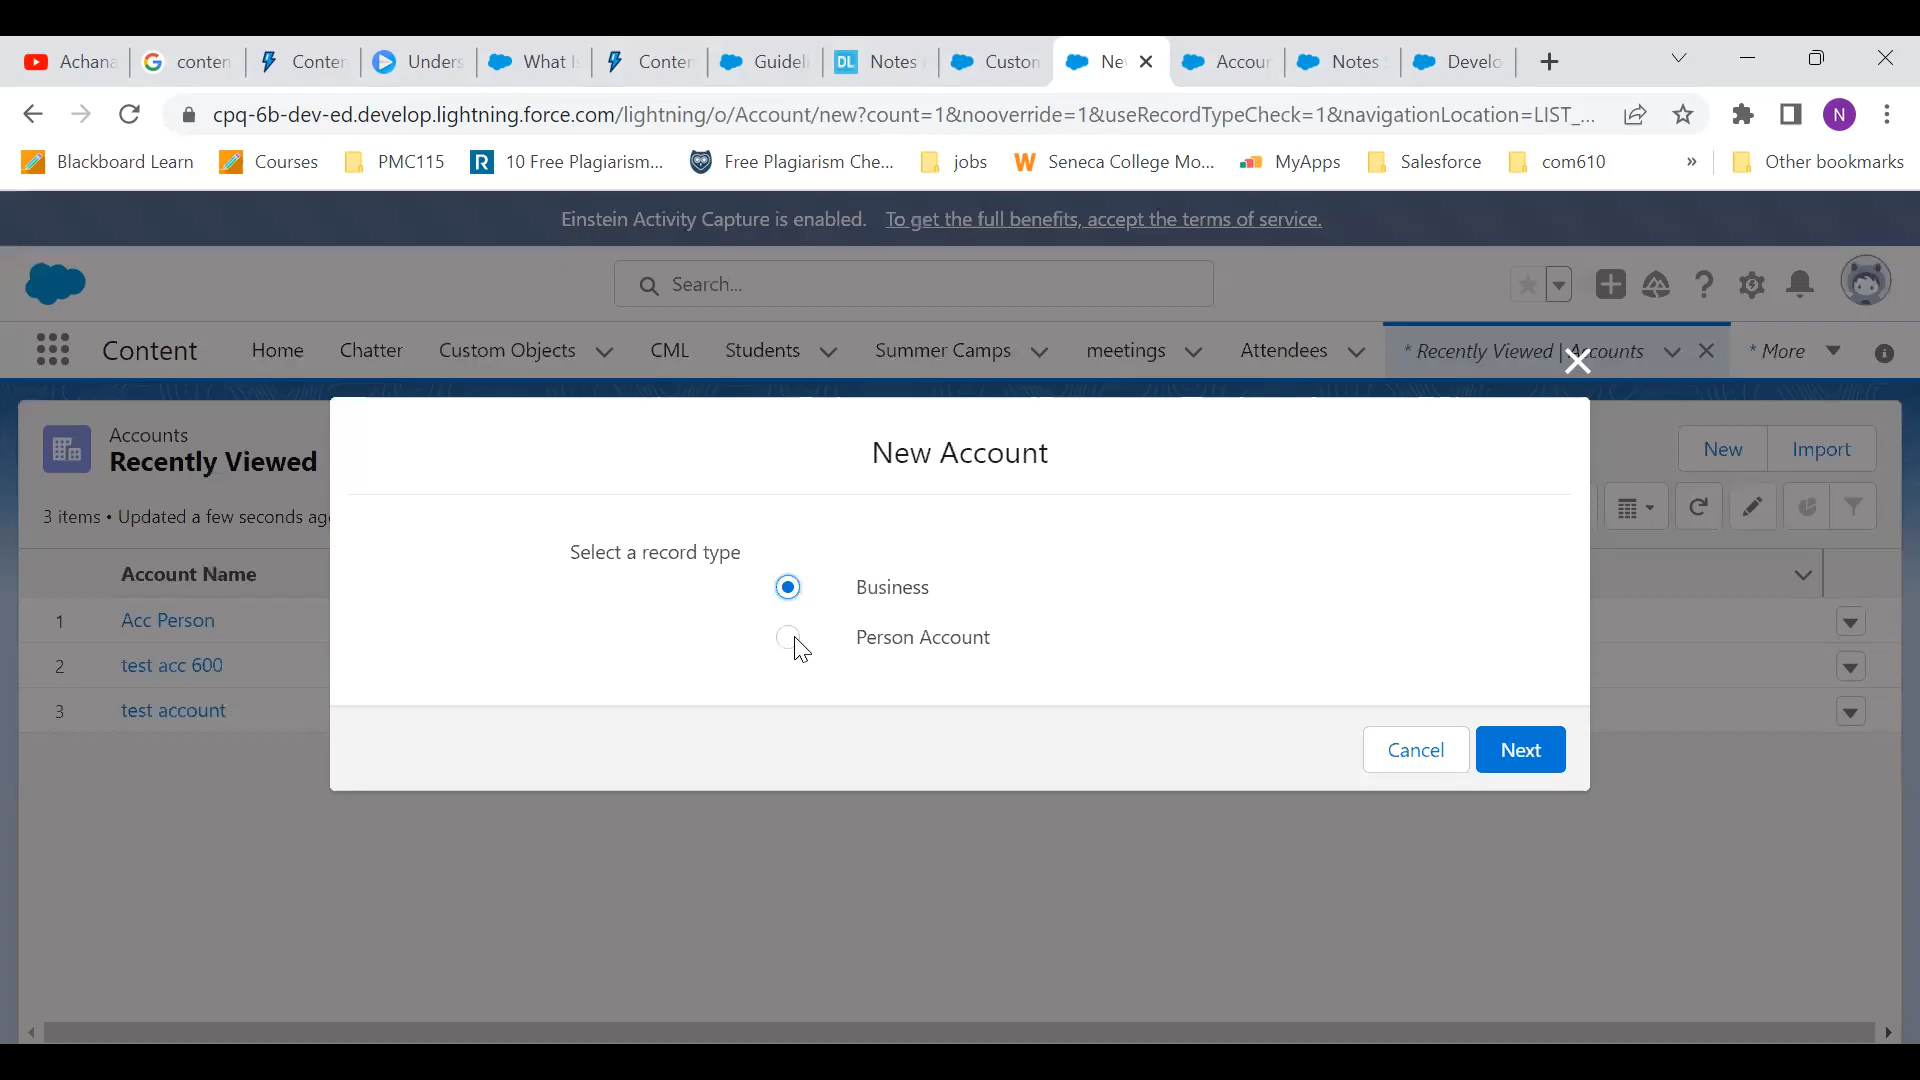 Achana conten Conten Unders What I Conten Guideli DL Notes Custom Ne Accour Notes Develo
cpq-6b-dev-ed.develop.lightning.force.com/lightning/o/Account/new?count=1&nooverride=1&useRecordTypeCheck=1&navigationLocation=LIST_... N
Blackboard Learn Courses PMC115 R 10 Free Plagiarism... Free Plagiarism Che... jobs W Seneca College Mo... MyApps Salesforce com610 » Other bookmarks
Einstein Activity Capture is enabled. To get the full benefits, accept the terms of service.
Search...
Content Home Chatter Custom Objects CML Students Summer Camps meetings Attendees * Recently Viewed | Accounts * More
Accounts
Recently Viewed
New Import
3 items • Updated a few seconds ago
Account Name
1 Acc Person
2 test acc 600
3 test account
New Account
Select a record type
Business
Person Account
Cancel Next